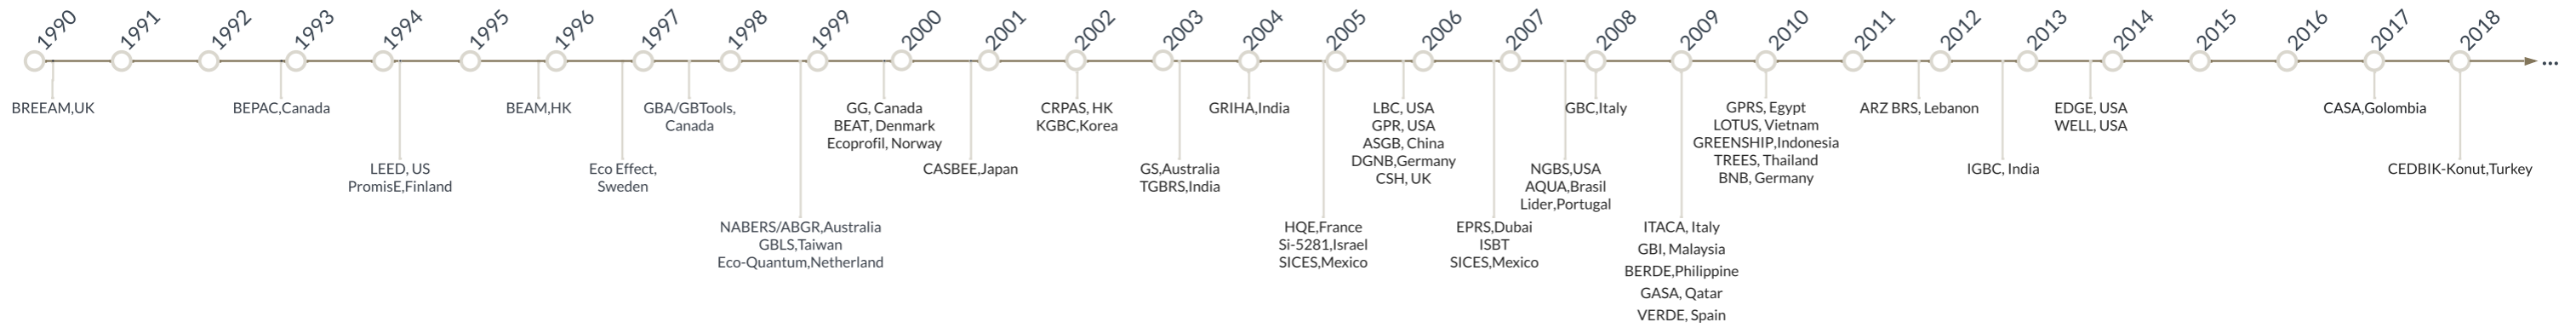 1990
1991
1992
1993
1994
1995
1996
1997
1998
1999
2000
2001
2002
2003
2004
2005
2006
2007
2008
2009
2010
2011
2012
2013
2014
2015
2016
2017
2018
...
BREEAM,UK
BEPAC,Canada
LEED, US
PromisE,Finland
BEAM,HK
Eco Effect,
Sweden
GBA/GBTools,
Canada
NABERS/ABGR,Australia
GBLS,Taiwan
Eco-Quantum,Netherland
GG, Canada
BEAT, Denmark
Ecoprofil, Norway
CASBEE,Japan
CRPAS, HK
KGBC,Korea
GS,Australia
TGBRS,India
GRIHA,India
HQE,France
Si-5281,Israel
SICES,Mexico
LBC, USA
GPR, USA
ASGB, China
DGNB,Germany
CSH, UK
EPRS,Dubai
ISBT
SICES,Mexico
NGBS,USA
AQUA,Brasil
Lider,Portugal
GBC,Italy
ITACA, Italy
GBI, Malaysia
BERDE,Philippine
GASA, Qatar
VERDE, Spain
GPRS, Egypt
LOTUS, Vietnam
GREENSHIP,Indonesia
TREES, Thailand
BNB, Germany
ARZ BRS, Lebanon
IGBC, India
EDGE, USA
WELL, USA
CASA,Golombia
CEDBIK-Konut,Turkey